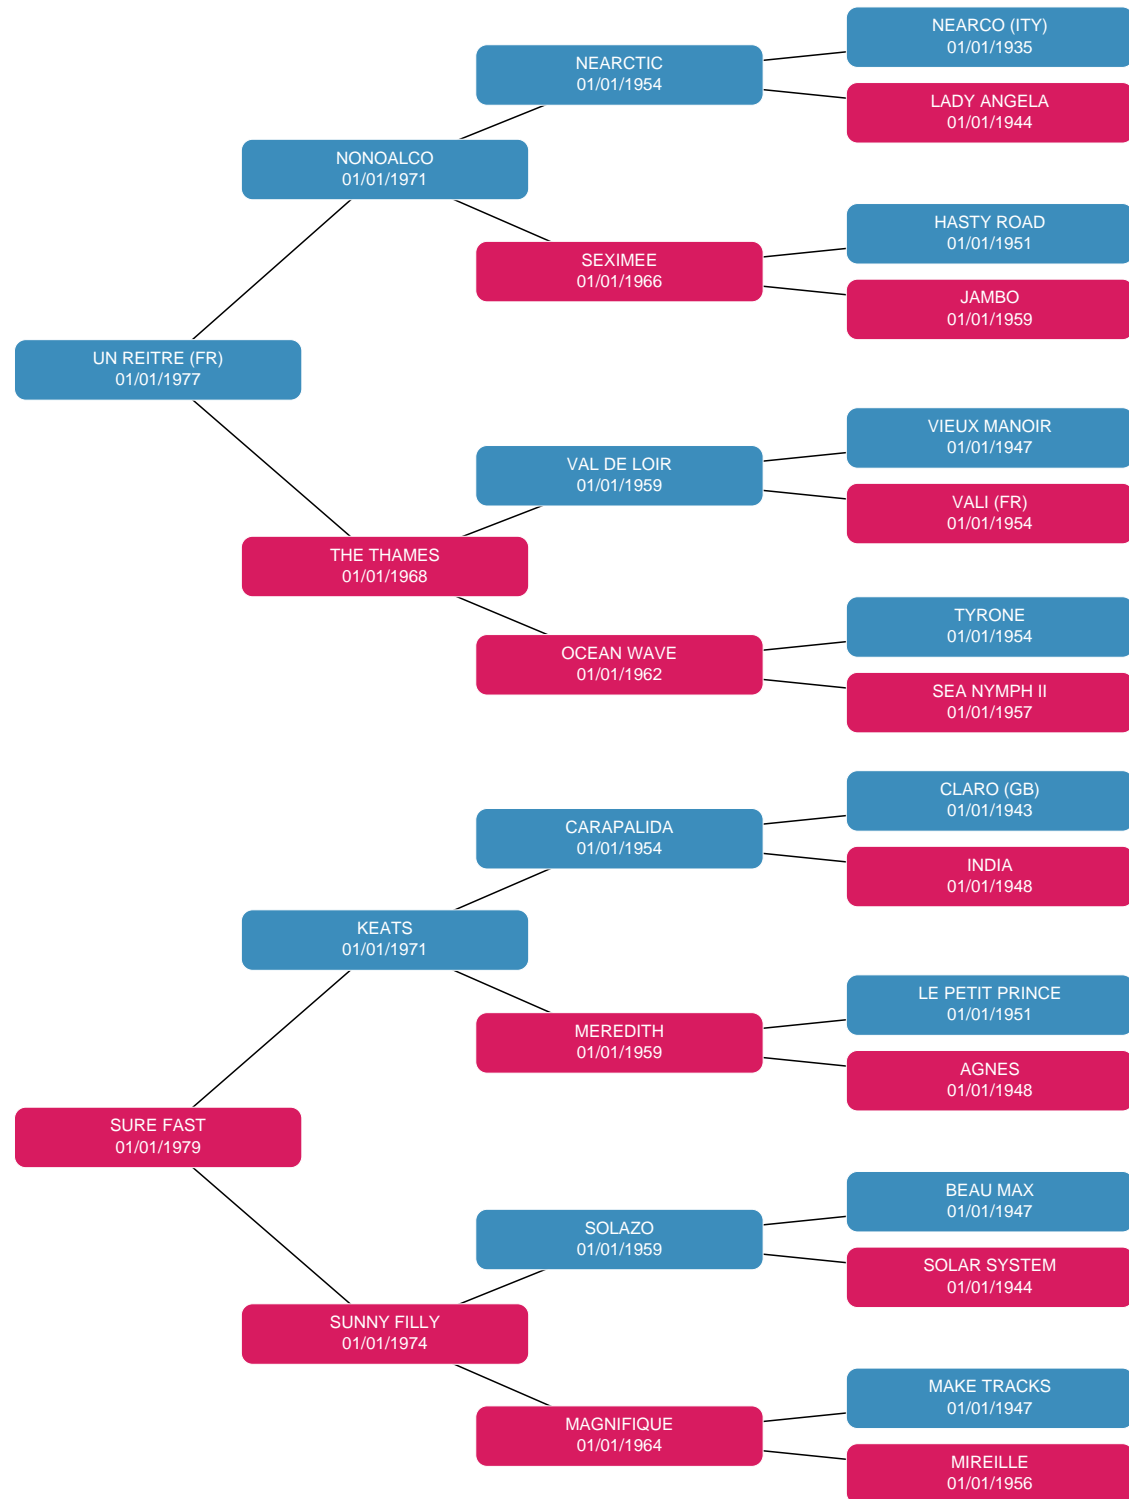 NEARCO (ITY)
01/01/1935
NEARCTIC
01/01/1954
LADY ANGELA
01/01/1944
NONOALCO
01/01/1971
HASTY ROAD
01/01/1951
SEXIMEE
01/01/1966
JAMBO
01/01/1959
UN REITRE (FR)
01/01/1977
VIEUX MANOIR
01/01/1947
VAL DE LOIR
01/01/1959
VALI (FR)
01/01/1954
THE THAMES
01/01/1968
TYRONE
01/01/1954
OCEAN WAVE
01/01/1962
SEA NYMPH II
01/01/1957
CLARO (GB)
01/01/1943
CARAPALIDA
01/01/1954
INDIA
01/01/1948
KEATS
01/01/1971
LE PETIT PRINCE
01/01/1951
MEREDITH
01/01/1959
AGNES
01/01/1948
SURE FAST
01/01/1979
BEAU MAX
01/01/1947
SOLAZO
01/01/1959
SOLAR SYSTEM
01/01/1944
SUNNY FILLY
01/01/1974
MAKE TRACKS
01/01/1947
MAGNIFIQUE
01/01/1964
MIREILLE
01/01/1956